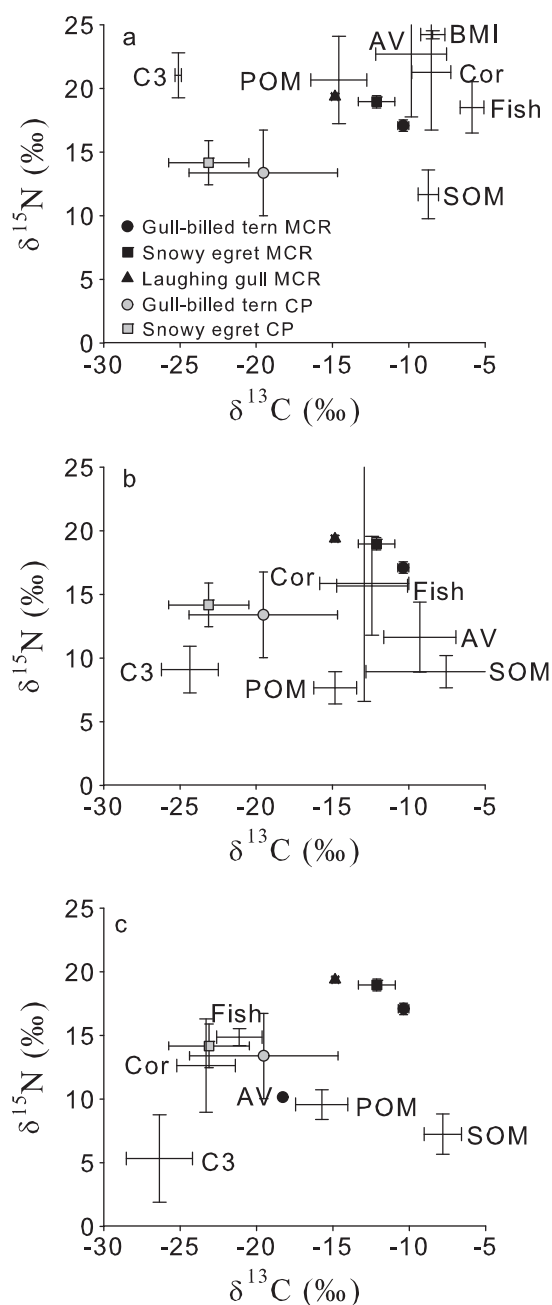 a
25
20
15
10
5
0
δ15N (‰)
C3
POM
AV
BMI
Cor
Fish
SOM
Gull-billed tern MCR
Snowy egret MCR
Laughing gull MCR
Gull-billed tern CP
Snowy egret CP
-30 -25 -20 -15 -10 -5
δ13C (‰)
b
25
20
15
10
5
0
δ15N (‰)
Cor
Fish
C3
POM
AV
SOM
-30 -25 -20 -15 -10 -5
δ13C (‰)
c
25
20
15
10
5
0
δ15N (‰)
Fish
Cor
AV
POM
C3
SOM
-30 -25 -20 -15 -10 -5
δ13C (‰)